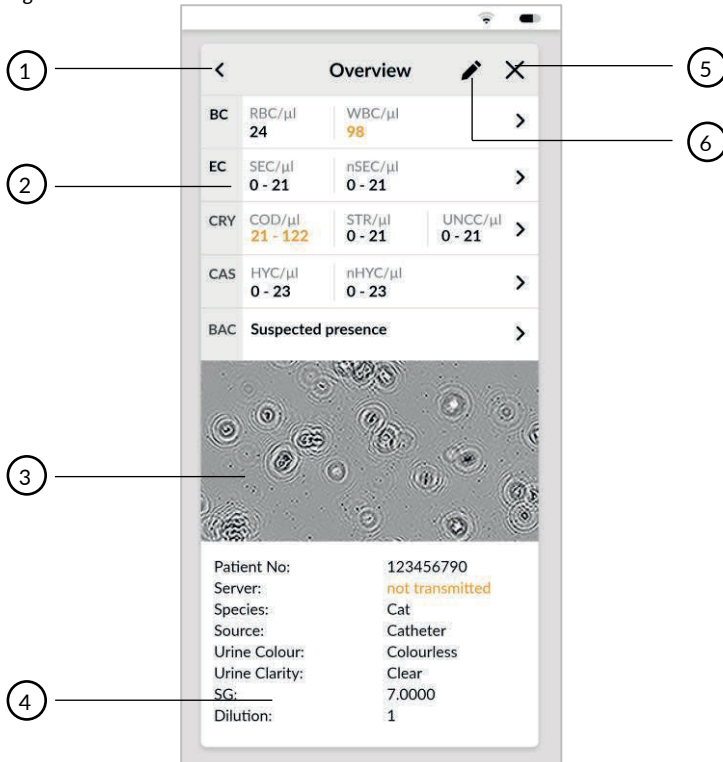 Overview
1
5
6
BC RBC/µl WBC/µl
24 98
2
EC SEC/µl nSEC/µl
0 - 21 0 - 21
CRY COD/µl STR/µl UNCC/µl
21 - 122 0 - 21 0 - 21
CAS HYC/µl nHYC/µl
0 - 23 0 - 23
BAC Suspected presence
3
Patient No: 123456790
Server: not transmitted
Species: Cat
Source: Catheter
Urine Colour: Colourless
Urine Clarity: Clear
4
SG: 7.0000
Dilution: 1